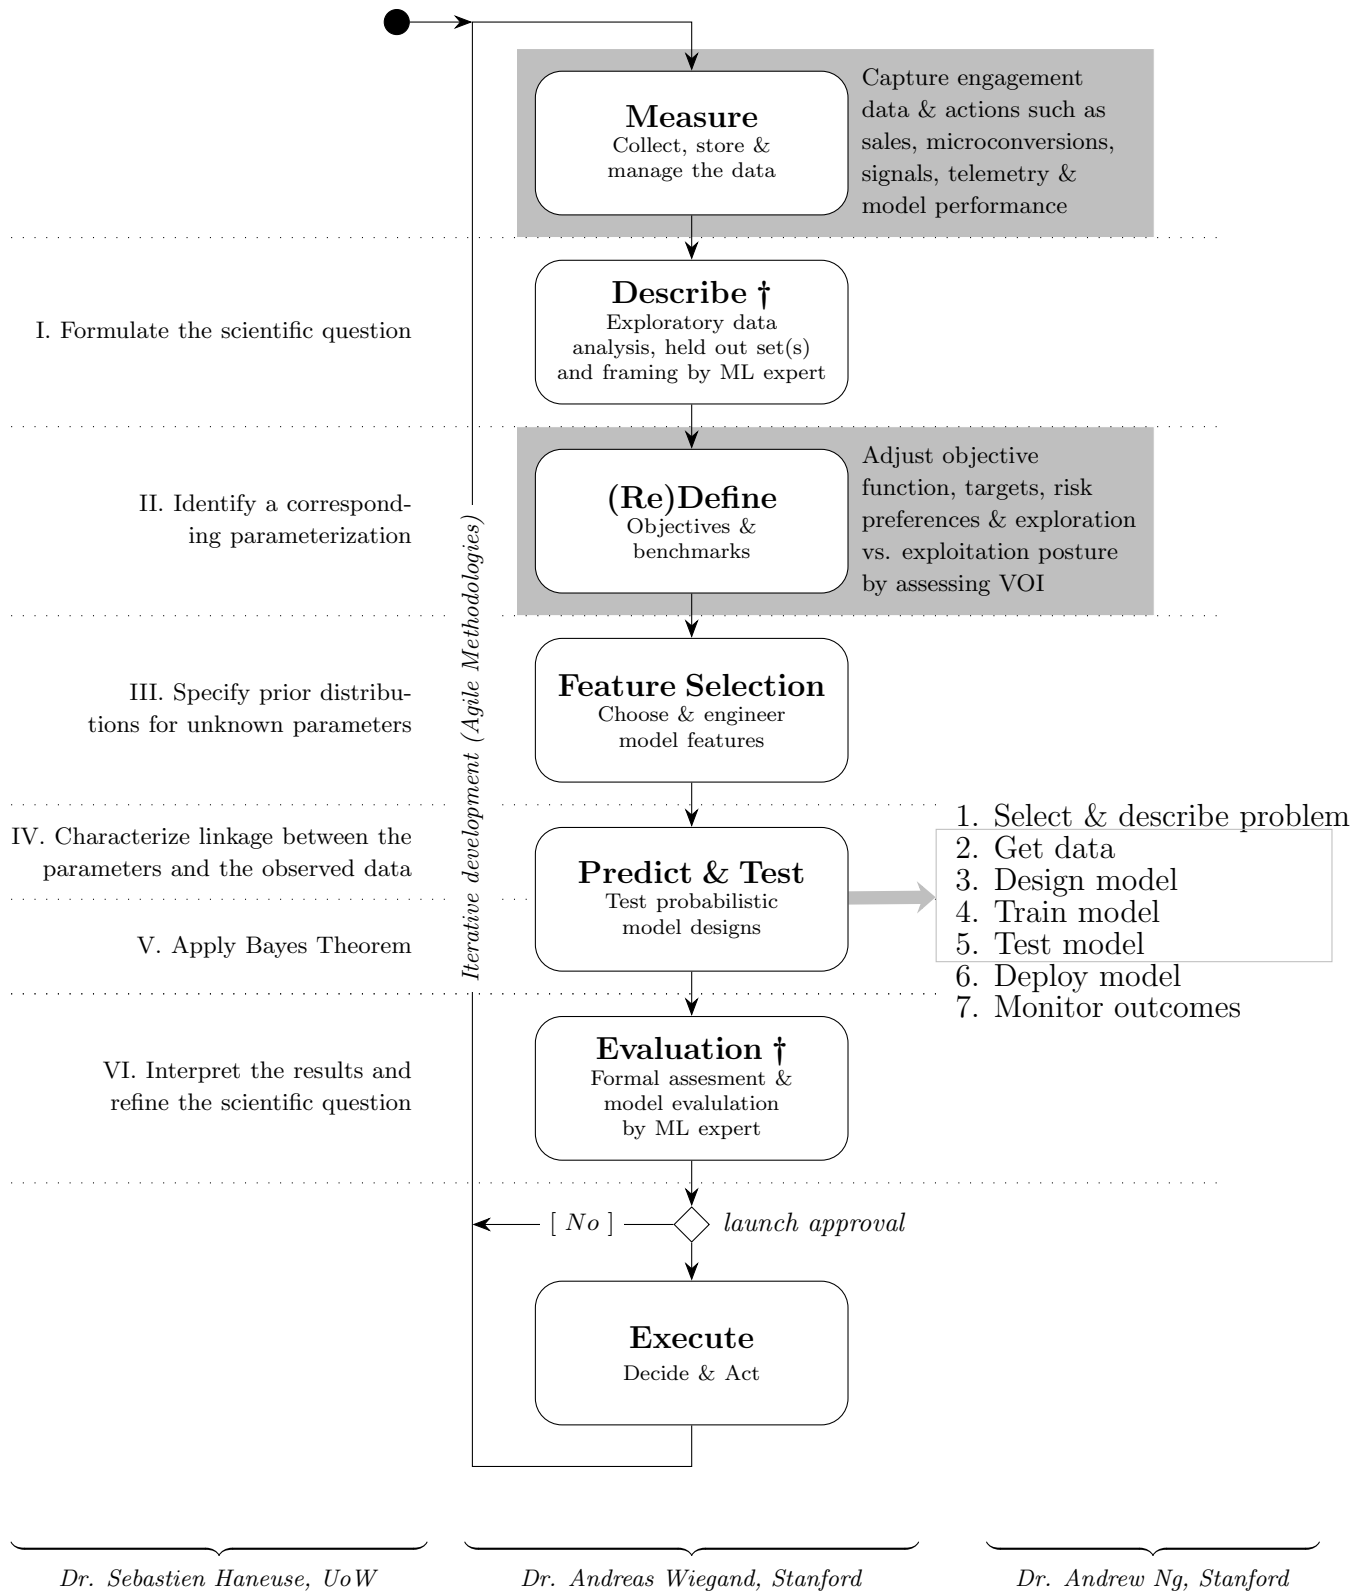 Measure
Collect, store &
manage the data
Capture engagement
data & actions such as
sales, microconversions,
signals, telemetry &
model performance
I. Formulate the scientific question
Describe †
Exploratory data
analysis, held out set(s)
and framing by ML expert
II. Identify a correspond-
ing parameterization
(Re)Define
Objectives &
benchmarks
Adjust objective
function, targets, risk
preferences & exploration
vs. exploitation posture
by assessing VOI
Iterative development (Agile Methodologies)
III. Specify prior distribu-
tions for unknown parameters
Feature Selection
Choose & engineer
model features
IV. Characterize linkage between the
parameters and the observed data
V. Apply Bayes Theorem
Predict & Test
Test probabilistic
model designs
1. Select & describe problem
2. Get data
3. Design model
4. Train model
5. Test model
6. Deploy model
7. Monitor outcomes
VI. Interpret the results and
refine the scientific question
Evaluation †
Formal assesment &
model evalulation
by ML expert
[ No ]
launch approval
Execute
Decide & Act
Dr. Sebastien Haneuse, UoW
Dr. Andreas Wiegand, Stanford
Dr. Andrew Ng, Stanford